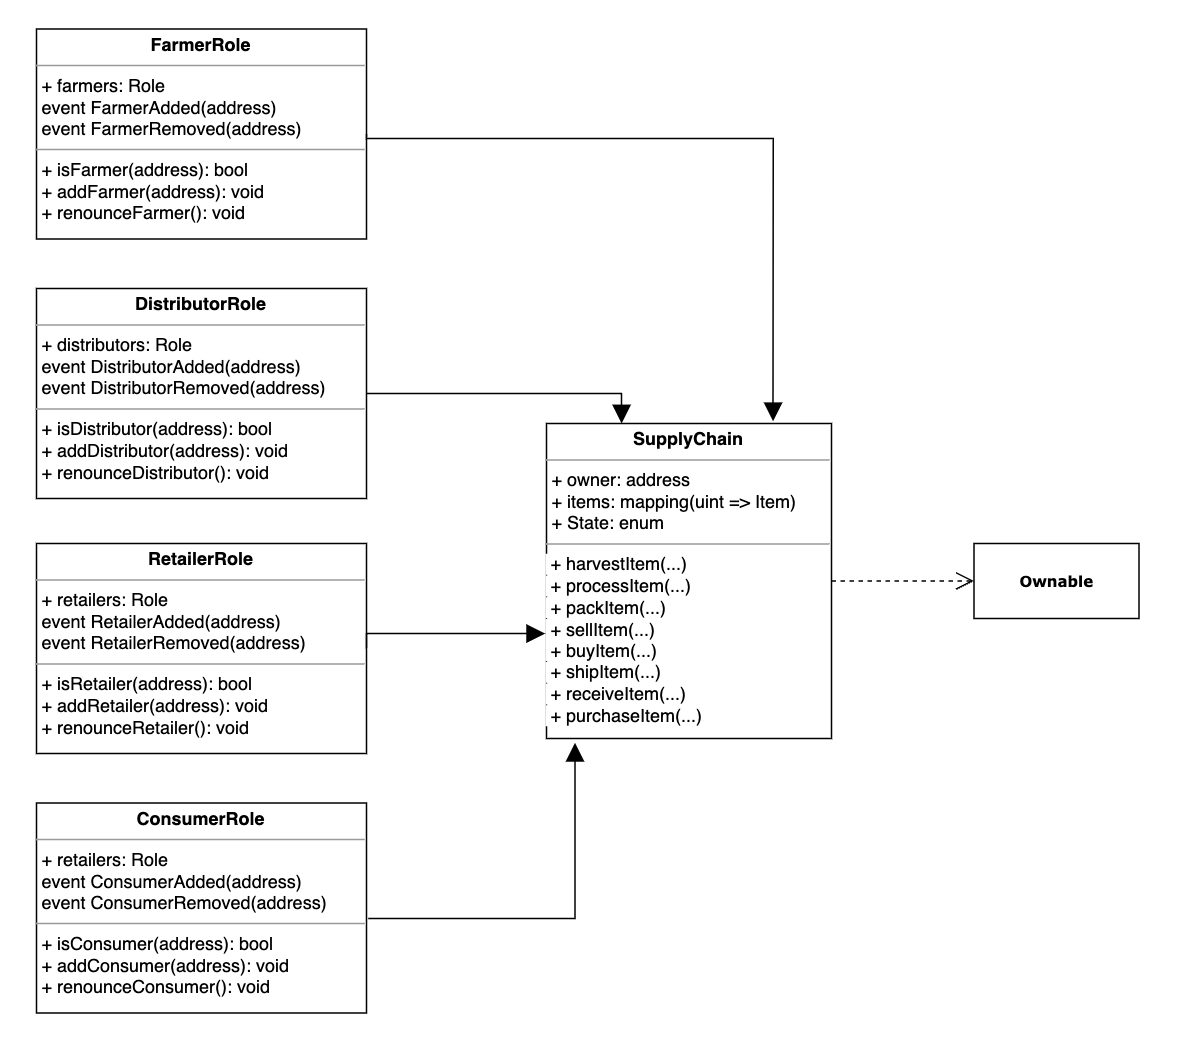 FarmerRole
+ farmers: Role
event FarmerAdded(address)
event FarmerRemoved(address)
+ isFarmer(address): bool
+ addFarmer(address): void
+ renounceFarmer(): void
DistributorRole
+ distributors: Role
event DistributorAdded(address)
event DistributorRemoved(address)
+ isDistributor(address): bool
+ addDistributor(address): void
+ renounceDistributor(): void
RetailerRole
+ retailers: Role
event RetailerAdded(address)
event RetailerRemoved(address)
+ isRetailer(address): bool
+ addRetailer(address): void
+ renounceRetailer(): void
ConsumerRole
+ retailers: Role
event ConsumerAdded(address)
event ConsumerRemoved(address)
+ isConsumer(address): bool
+ addConsumer(address): void
+ renounceConsumer(): void
SupplyChain
+ owner: address
+ items: mapping(uint => Item)
+ State: enum
+ harvestItem(...)
+ processItem(...)
+ packItem(...)
+ sellItem(...)
+ buyItem(...)
+ shipItem(...)
+ receiveItem(...)
+ purchaseItem(...)
Ownable